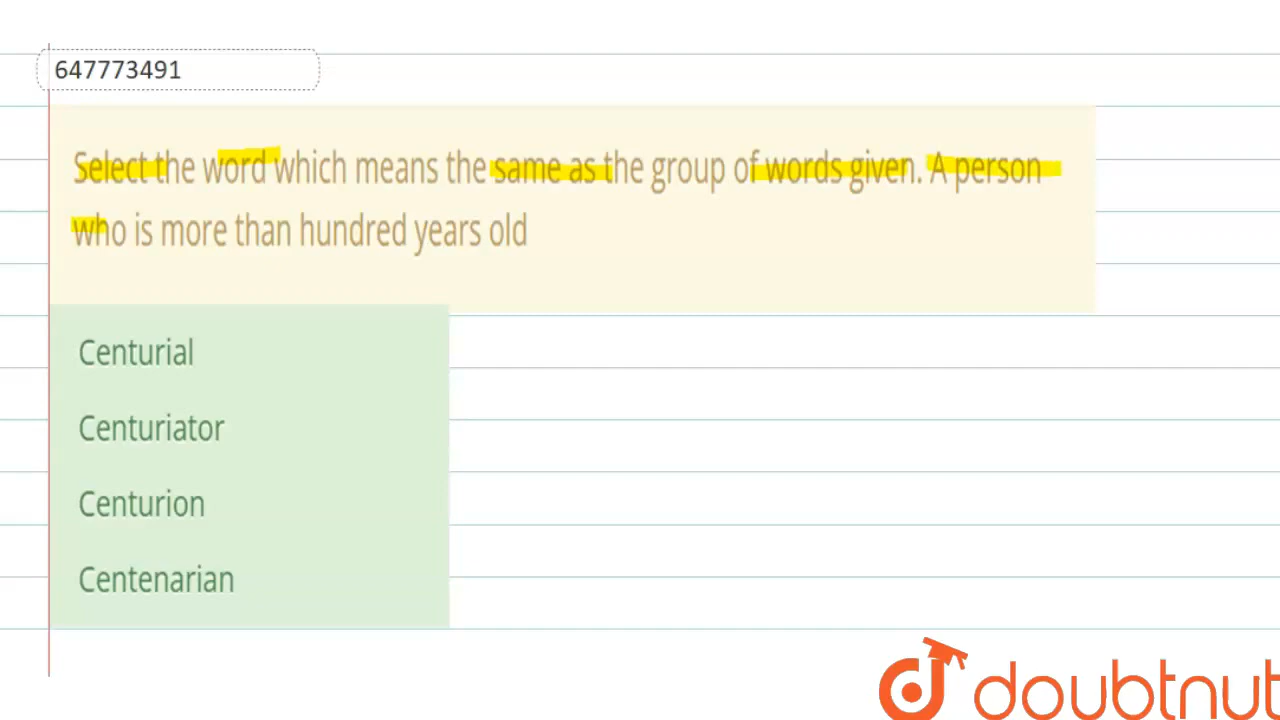 647773491
Select the word which means the same as the group of words given. A person
who is more than hundred years old
Centurial
Centuriator
Centurion
Centenarian
doubtnut